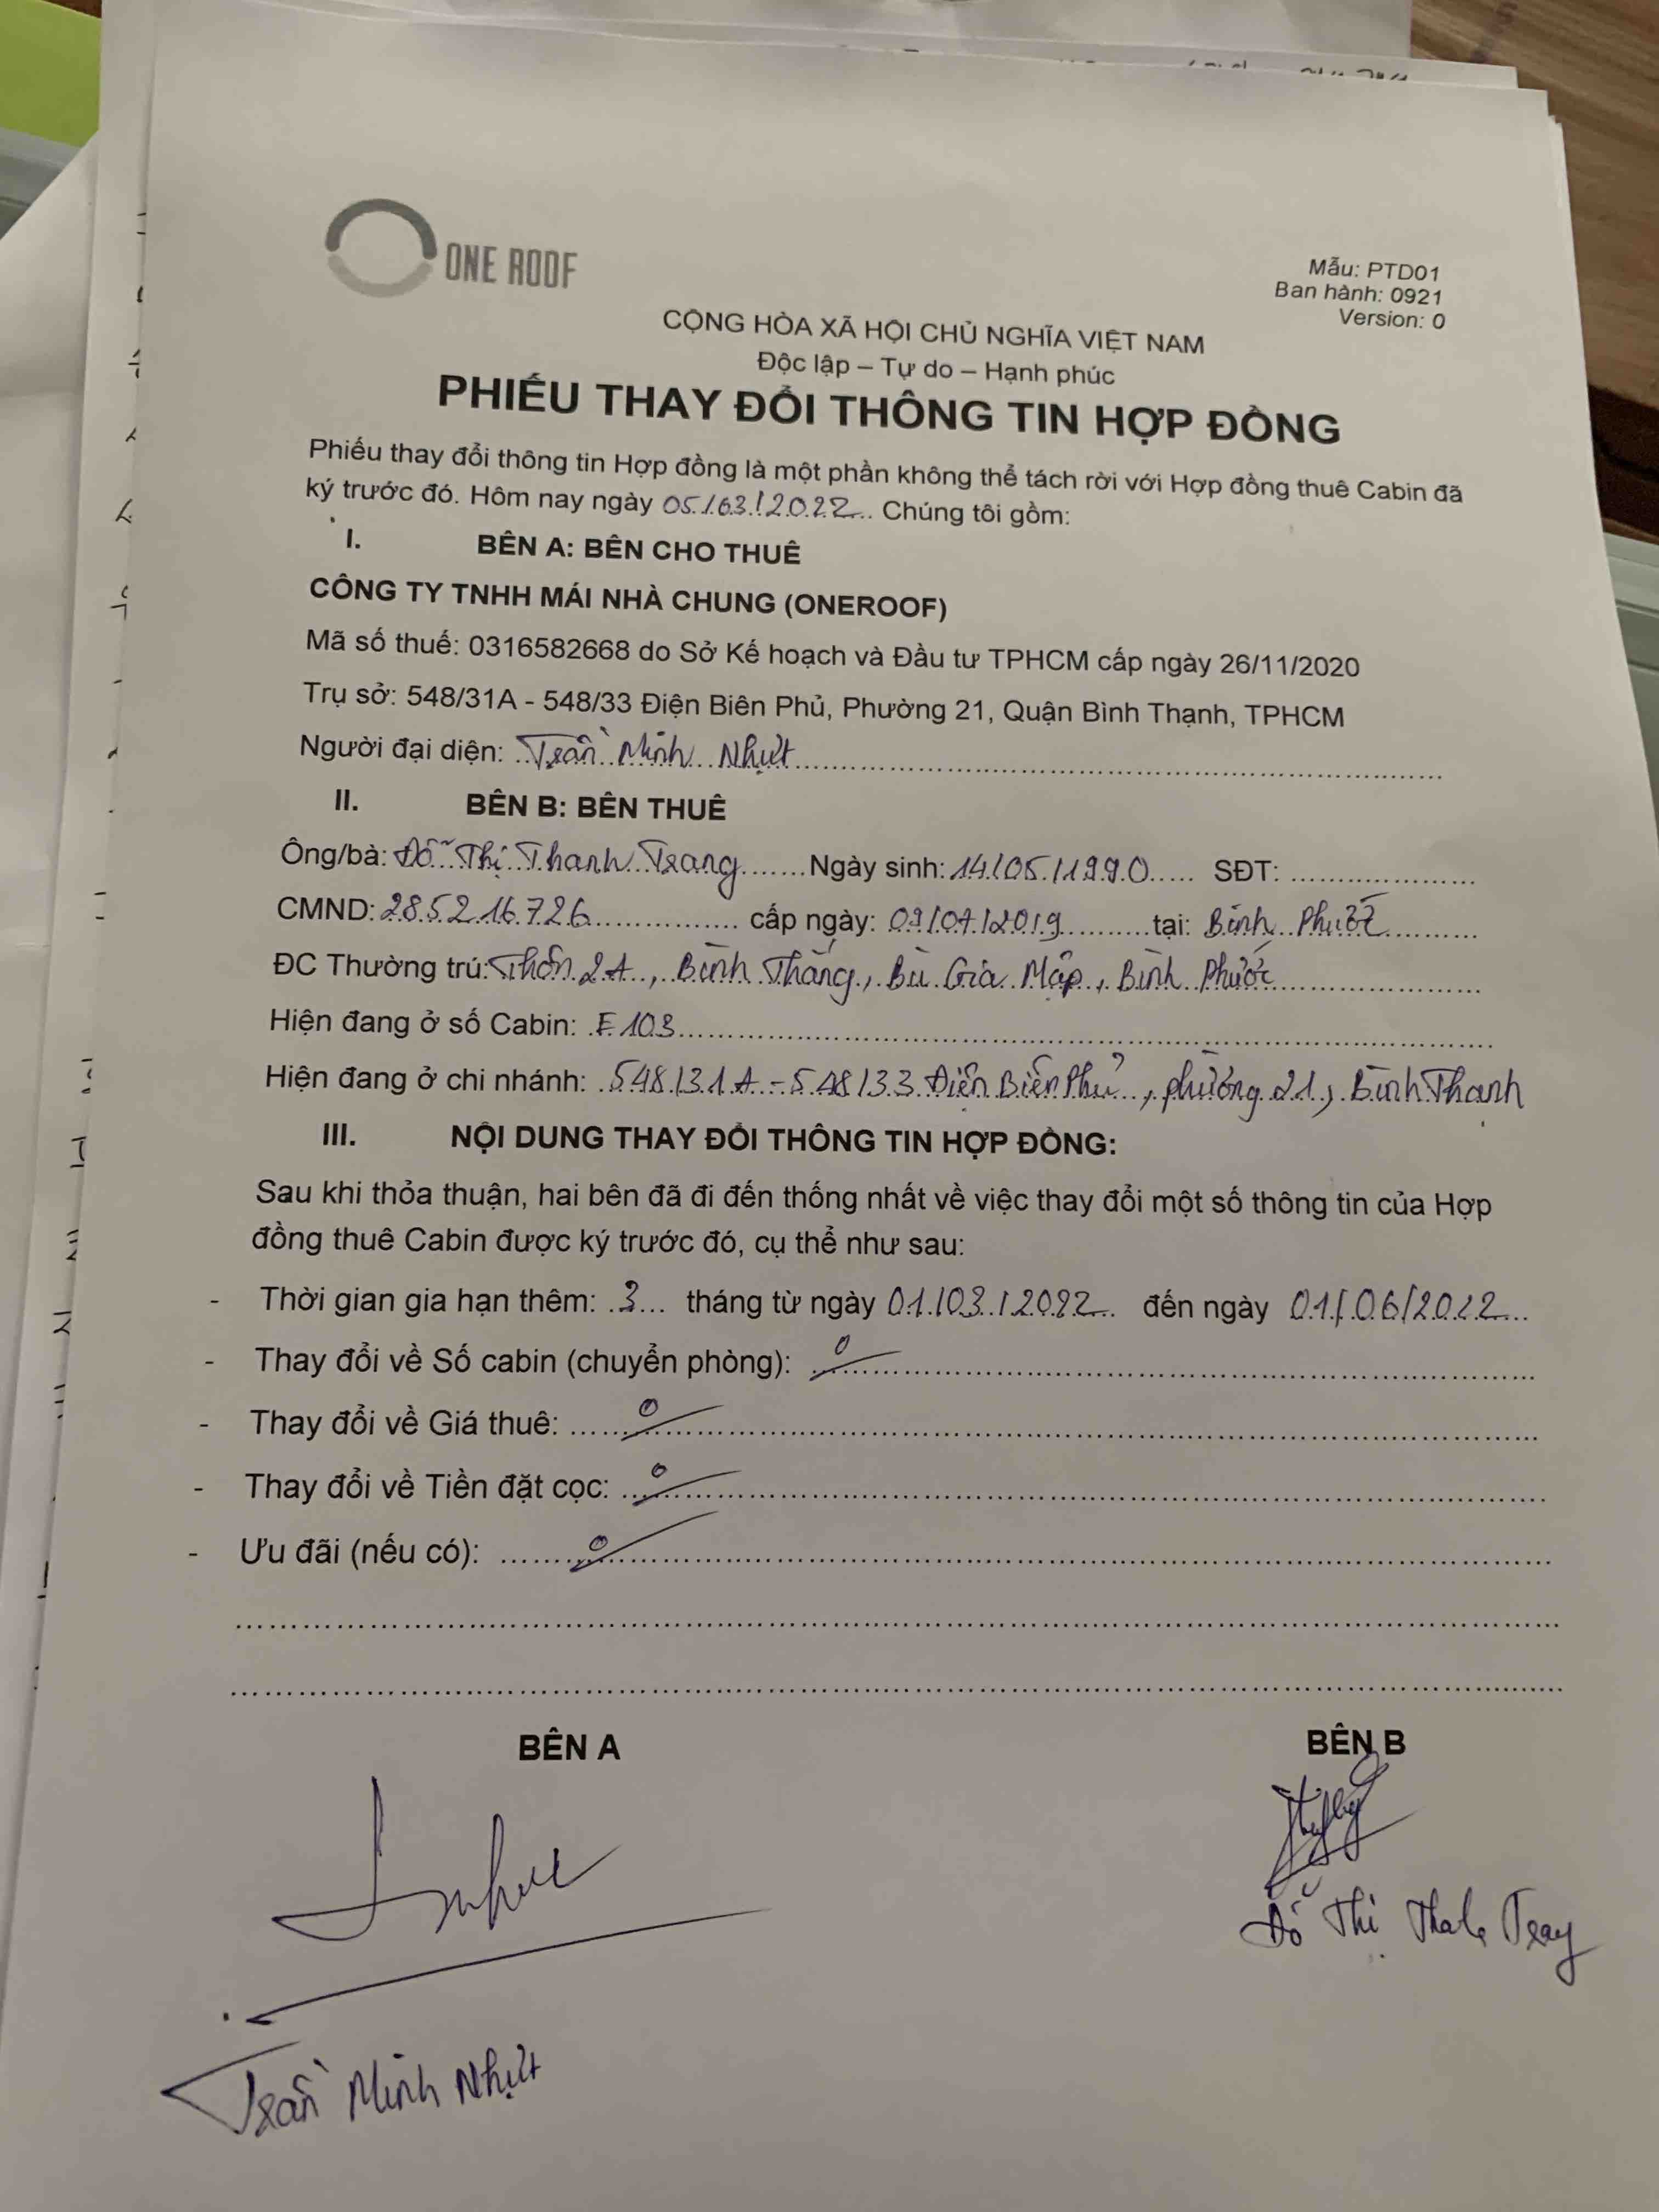 ONE ROOF
Mẫu: PTD01
Ban hành: 0921
Version: 0
CỘNG HÒA XÃ HỘI CHỦ NGHĨA VIỆT NAM
Độc lập – Tự do – Hạnh phúc
PHIẾU THAY ĐỔI THÔNG TIN HỢP ĐỒNG
Phiếu thay đổi thông tin Hợp đồng là một phần không thể tách rời với Hợp đồng thuê Cabin đã
ký trước đó. Hôm nay ngày 05/03/2022 Chúng tôi gồm:
I. BÊN A: BÊN CHO THUÊ
CÔNG TY TNHH MÁI NHÀ CHUNG (ONEROOF)
Mã số thuế: 0316582668 do Sở Kế hoạch và Đầu tư TPHCM cấp ngày 26/11/2020
Trụ sở: 548/31A - 548/33 Điện Biên Phủ, Phường 21, Quận Bình Thạnh, TPHCM
Người đại diện: Trần Minh Nhựt
II. BÊN B: BÊN THUÊ
Ông/bà: Đỗ Thị Thanh Trang Ngày sinh: 14/05/1990 SĐT:
CMND: 285216726 cấp ngày: 09/07/2019 tại: Bình Phước
ĐC Thường trú: Thôn 2A, Bình Thắng, Bù Gia Mập, Bình Phước
Hiện đang ở số Cabin: E103
Hiện đang ở chi nhánh: 548/31A - 548/33 Điện Biên Phủ, phường 21, Bình Thạnh
III. NỘI DUNG THAY ĐỔI THÔNG TIN HỢP ĐỒNG:
Sau khi thỏa thuận, hai bên đã đi đến thống nhất về việc thay đổi một số thông tin của Hợp
đồng thuê Cabin được ký trước đó, cụ thể như sau:
- Thời gian gia hạn thêm: 3 tháng từ ngày 01/03/2022 đến ngày 01/06/2022
- Thay đổi về Số cabin (chuyển phòng): 0
- Thay đổi về Giá thuê: 0
- Thay đổi về Tiền đặt cọc: 0
- Ưu đãi (nếu có): 0
BÊN A BÊN B
Đỗ Thị Thanh Trang
Trần Minh Nhựt